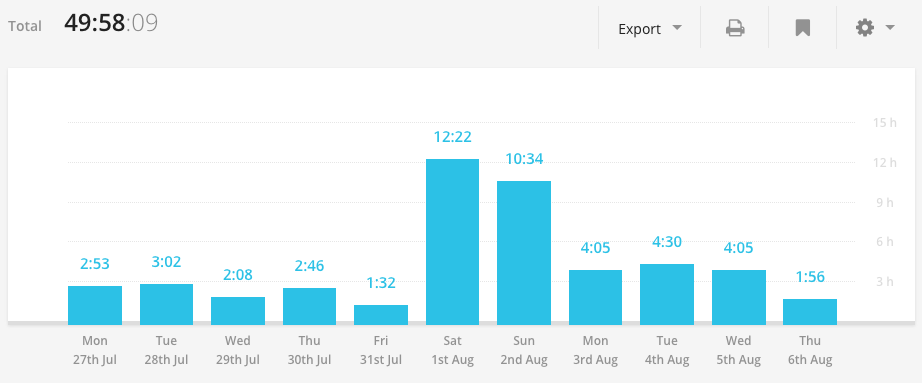 Total 49:58:09 Export
15 h
12:22
12 h
10:34
9 h
4:05 4:30 4:05 6 h
2:53 3:02 2:08 2:46 1:32 1:56 3 h
Mon Tue Wed Thu Fri Sat Sun Mon Tue Wed Thu
27th Jul 28th Jul 29th Jul 30th Jul 31st Jul 1st Aug 2nd Aug 3rd Aug 4th Aug 5th Aug 6th Aug